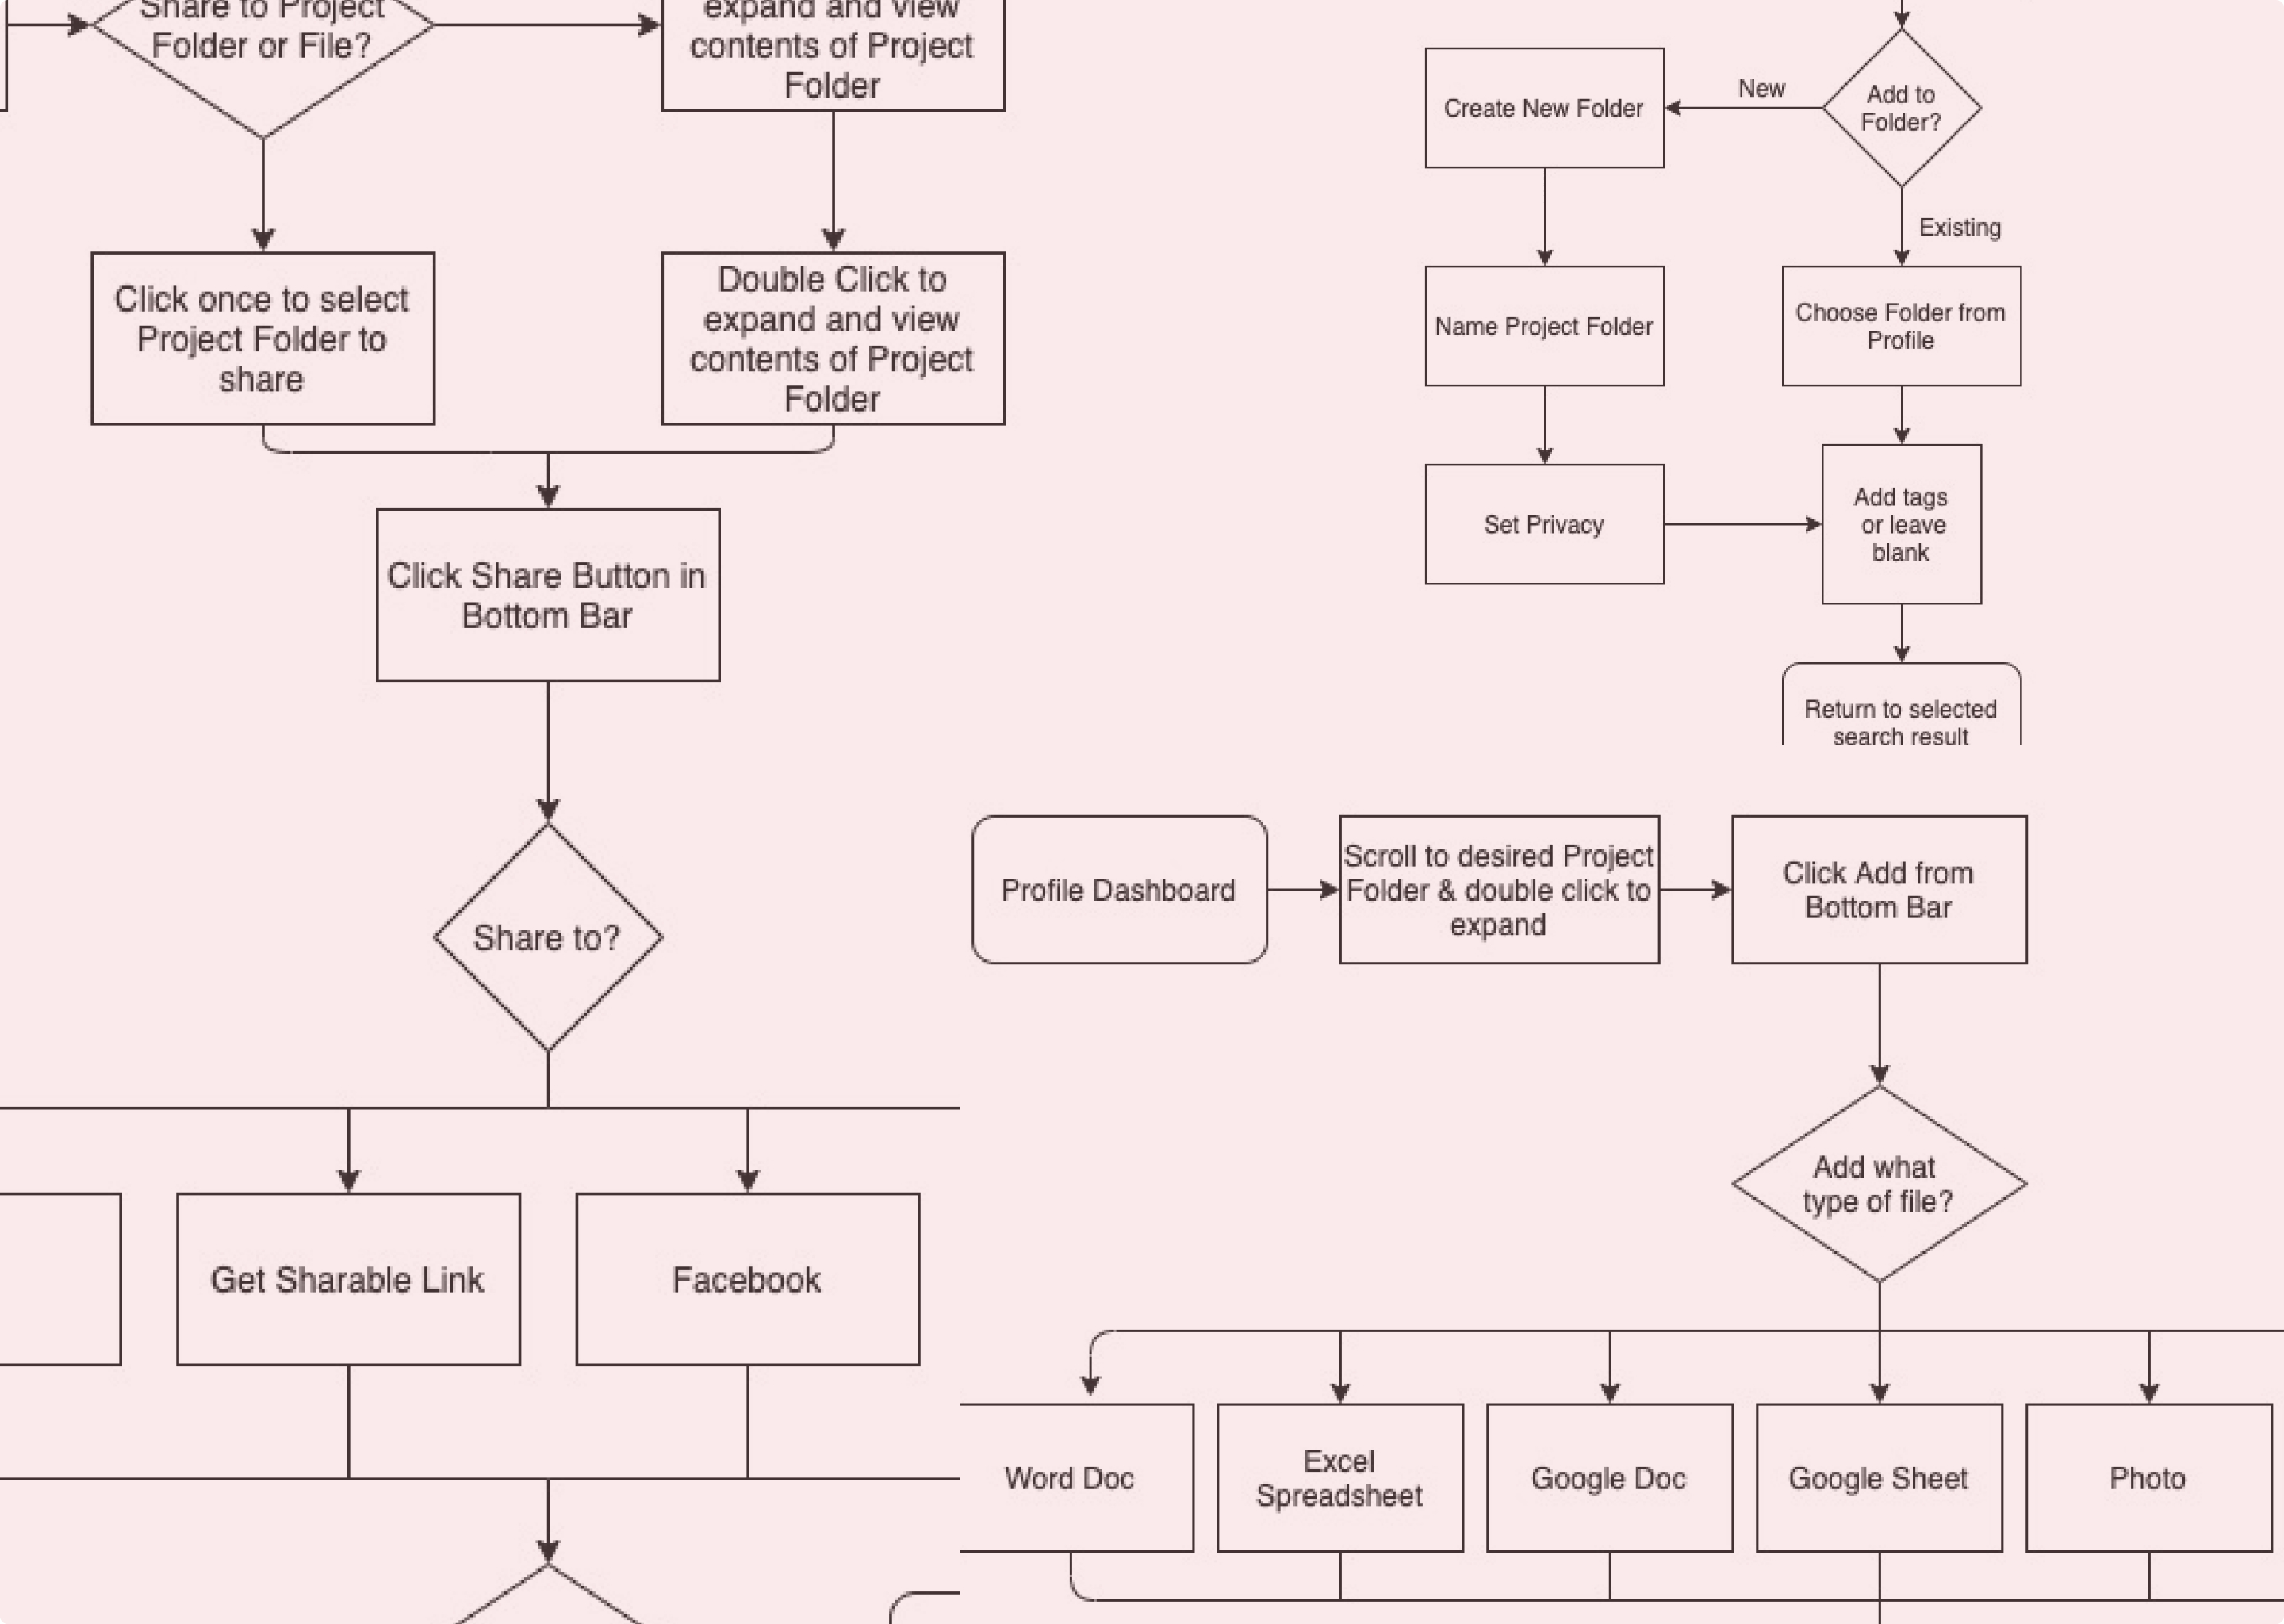 Share to Project
Folder or File?
expand and view
contents of Project
Folder
Click once to select
Project Folder to
share
Double Click to
expand and view
contents of Project
Folder
Click Share Button in
Bottom Bar
Share to?
Get Sharable Link
Facebook
Add to
Folder?
New
Create New Folder
Existing
Name Project Folder
Choose Folder from
Profile
Set Privacy
Add tags
or leave
blank
Return to selected
search result
Profile Dashboard
Scroll to desired Project
Folder & double click to
expand
Click Add from
Bottom Bar
Add what
type of file?
Word Doc
Excel
Spreadsheet
Google Doc
Google Sheet
Photo